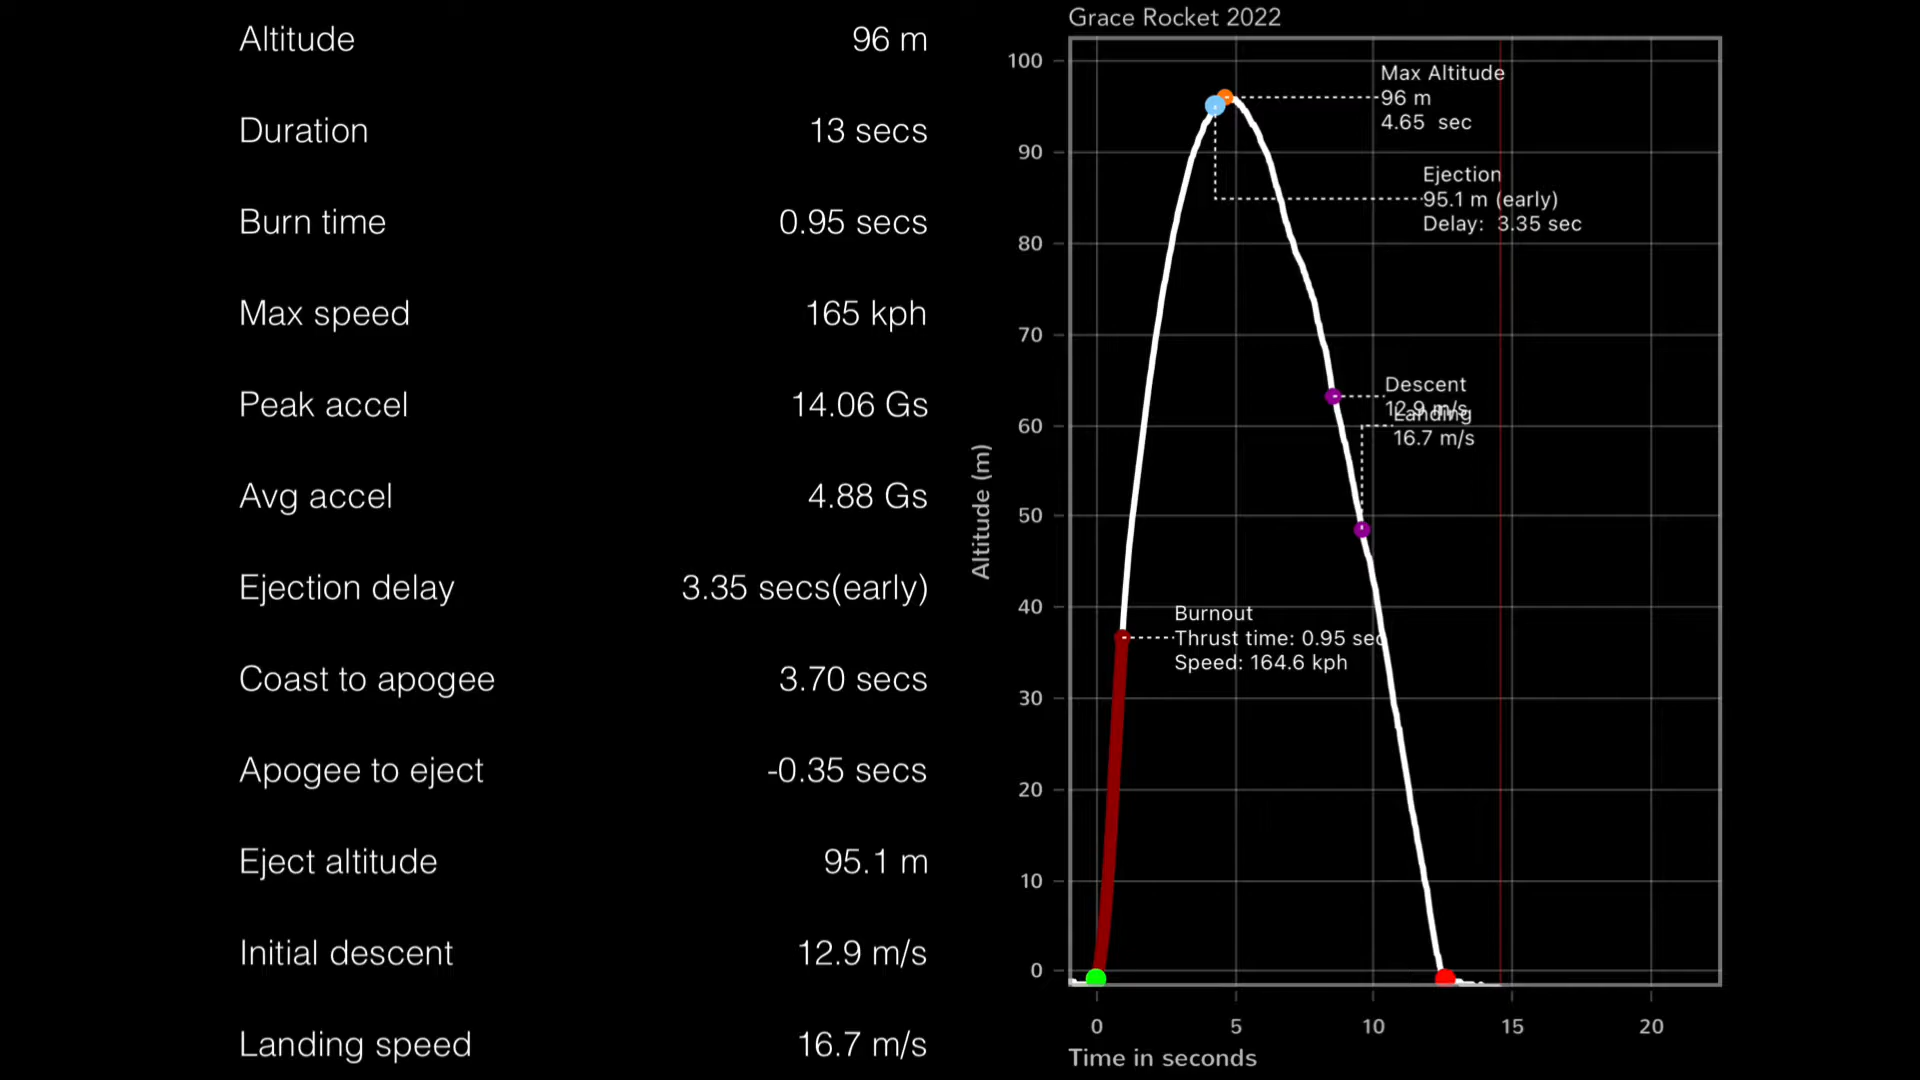 Altitude 96 m
Duration 13 secs
Burn time 0.95 secs
Max speed 165 kph
Peak accel 14.06 Gs
Avg accel 4.88 Gs
Ejection delay 3.35 secs(early)
Coast to apogee 3.70 secs
Apogee to eject -0.35 secs
Eject altitude 95.1 m
Initial descent 12.9 m/s
Landing speed 16.7 m/s
Grace Rocket 2022
Altitude (m)
100
90
80
70
60
50
40
30
20
10
0
Max Altitude
96 m
4.65 sec
Ejection
95.1 m (early)
Delay: 3.35 sec
Descent
12.9 m/s
Landing
16.7 m/s
Burnout
Thrust time: 0.95 sec
Speed: 164.6 kph
0 5 10 15 20
Time in seconds